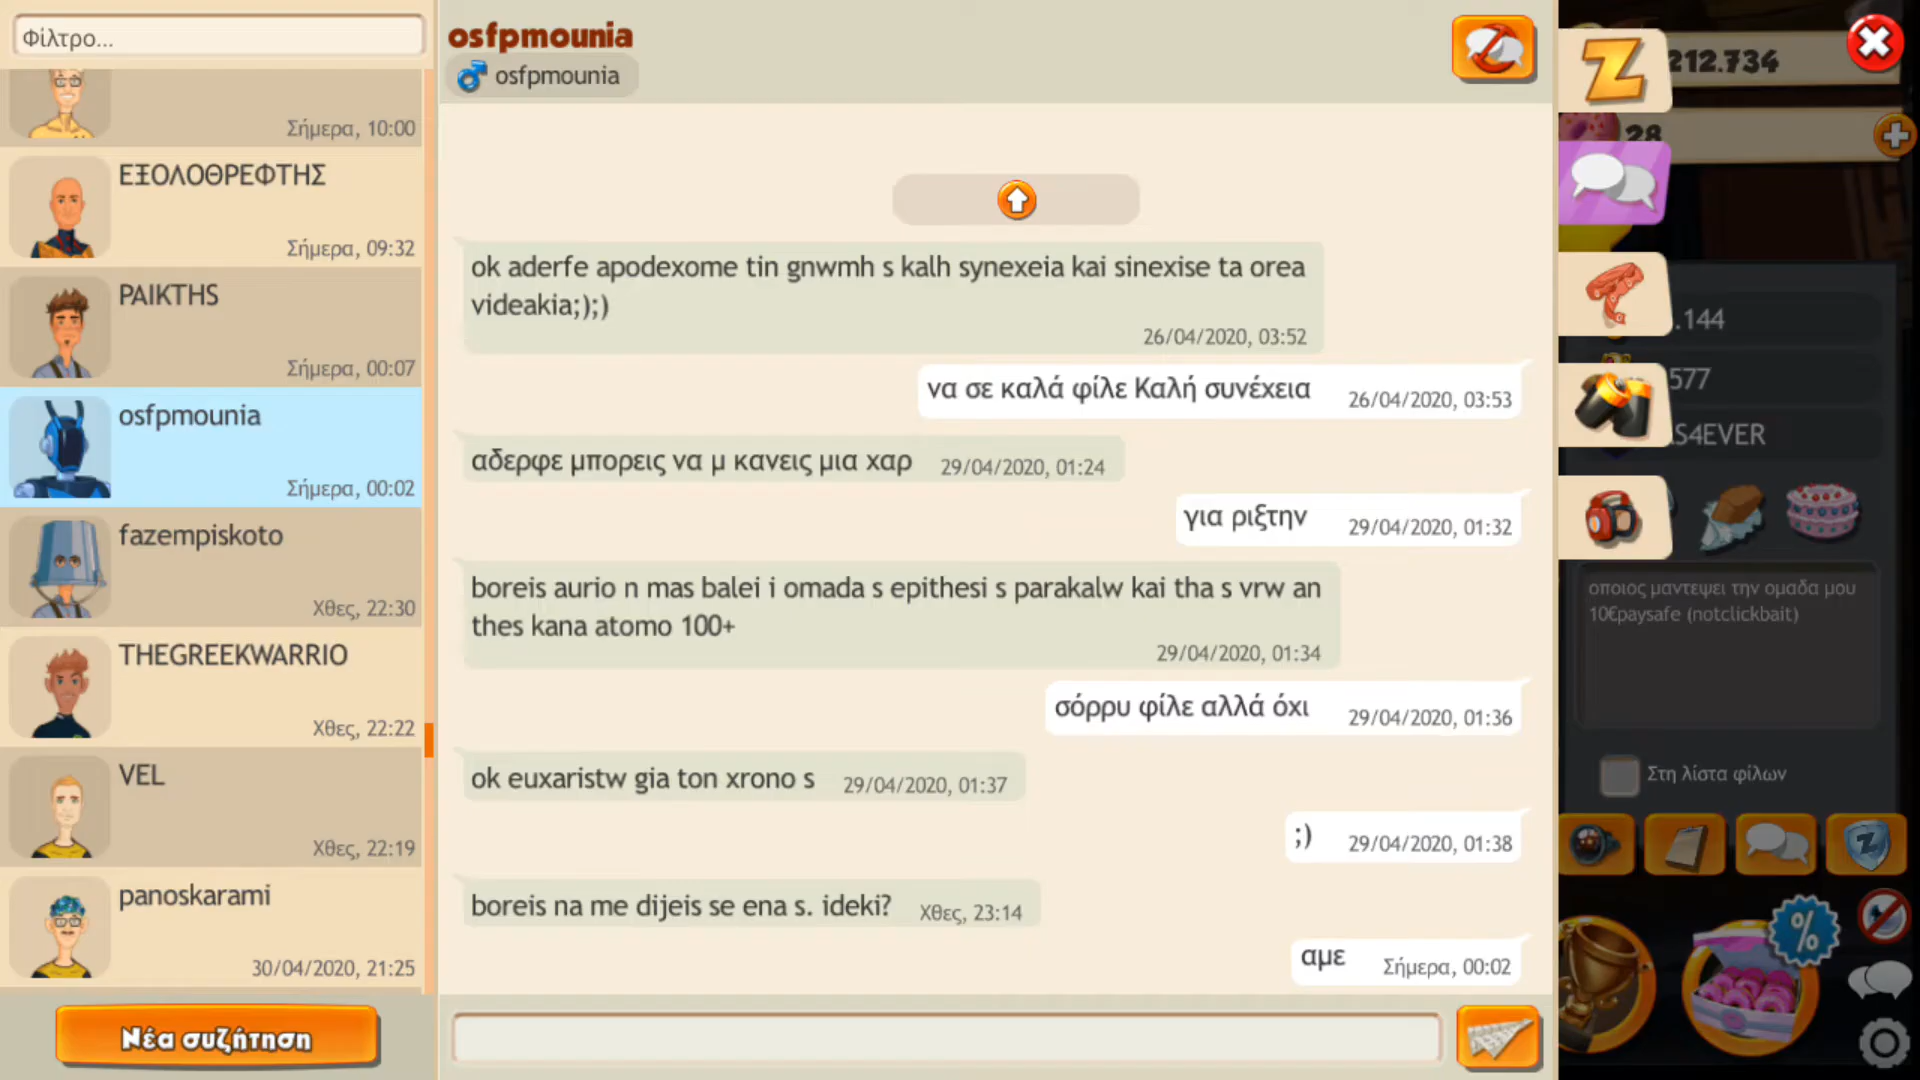 Φίλτρο...
Σήμερα, 10:00
ΕΞΟΛΟΘΡΕΦΤΗΣ
Σήμερα, 09:32
PAIKTHS
Σήμερα, 00:07
osfpmounia
Σήμερα, 00:02
fazempiskoto
Χθες, 22:30
THEGREEKWARRIO
Χθες, 22:22
VEL
Χθες, 22:19
panoskarami
30/04/2020, 21:25
Νέα συζήτηση
osfpmounia
osfpmounia
ok aderfe apodexome tin gnwmh s kalh synexeia kai sinexise ta orea
videakia;);)
26/04/2020, 03:52
να σε καλά φίλε Καλή συνέχεια 26/04/2020, 03:53
αδερφε μπορεις να μ κανεις μια χαρ 29/04/2020, 01:24
για ριξτην 29/04/2020, 01:32
boreis aurio n mas balei i omada s epithesi s parakalw kai tha s vrw an
thes kana atomo 100+
29/04/2020, 01:34
σόρρυ φίλε αλλά όχι 29/04/2020, 01:36
ok euxaristw gia ton xrono s 29/04/2020, 01:37
;) 29/04/2020, 01:38
boreis na me dijeis se ena s. ideki? Χθες, 23:14
αμε Σήμερα, 00:02
Z
212.734
28
.144
577
S4EVER
οποιος μαντεψει την ομαδα μου
10€paysafe (notclickbait)
Στη λίστα φίλων
Z
%